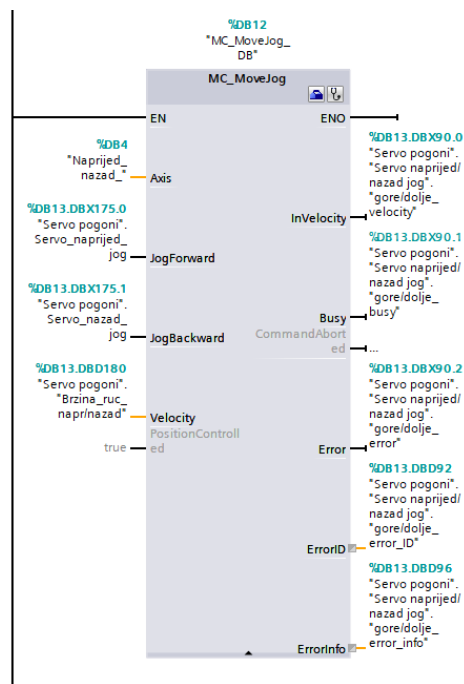 %DB12
"MC_MoveJog_
DB"
MC_MoveJog
EN
ENO
%DB4
"Naprijed_
nazad_"
Axis
%DB13.DBX175.0
"Servo pogoni".
Servo_naprijed_
jog
JogForward
%DB13.DBX175.1
"Servo pogoni".
Servo_nazad_
jog
JogBackward
%DB13.DBD180
"Servo pogoni".
"Brzina_ruc_
napr/nazad"
Velocity
PositionControll
true
ed
%DB13.DBX90.0
"Servo pogoni".
"Servo naprijed/
nazad jog".
"gore/dolje_
velocity"
InVelocity
%DB13.DBX90.1
"Servo pogoni".
"Servo naprijed/
nazad jog".
"gore/dolje_
busy"
Busy
CommandAbort
ed
...
%DB13.DBX90.2
"Servo pogoni".
"Servo naprijed/
nazad jog".
"gore/dolje_
error"
Error
%DB13.DBD92
"Servo pogoni".
"Servo naprijed/
nazad jog".
"gore/dolje_
error_ID"
ErrorID
%DB13.DBD96
"Servo pogoni".
"Servo naprijed/
nazad jog".
"gore/dolje_
error_info"
ErrorInfo